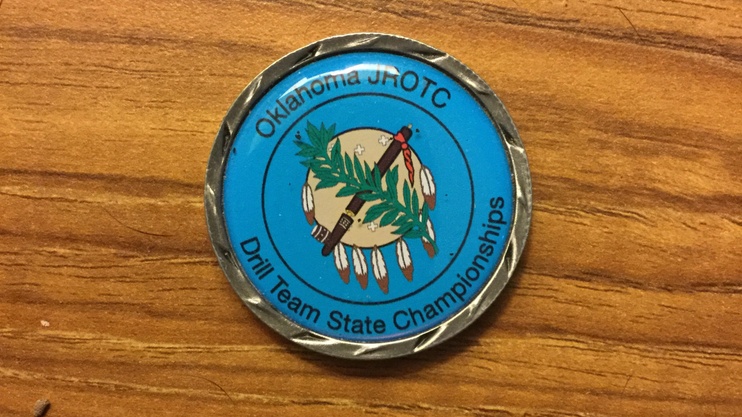 Oklahoma JROTC
Drill Team State Championships